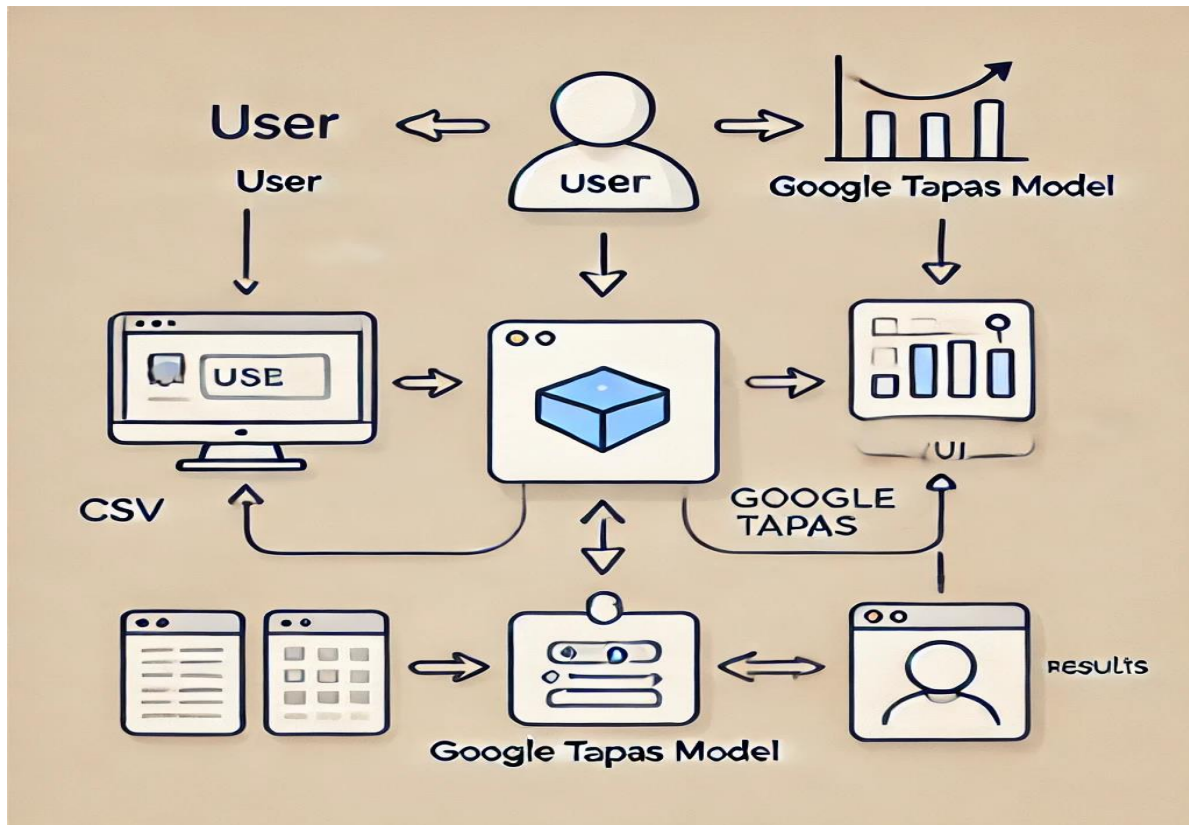 User
User
User
Google Tapas Model
USE
UI
CSV
GOOGLE
TAPAS
RESULTS
Google Tapas Model